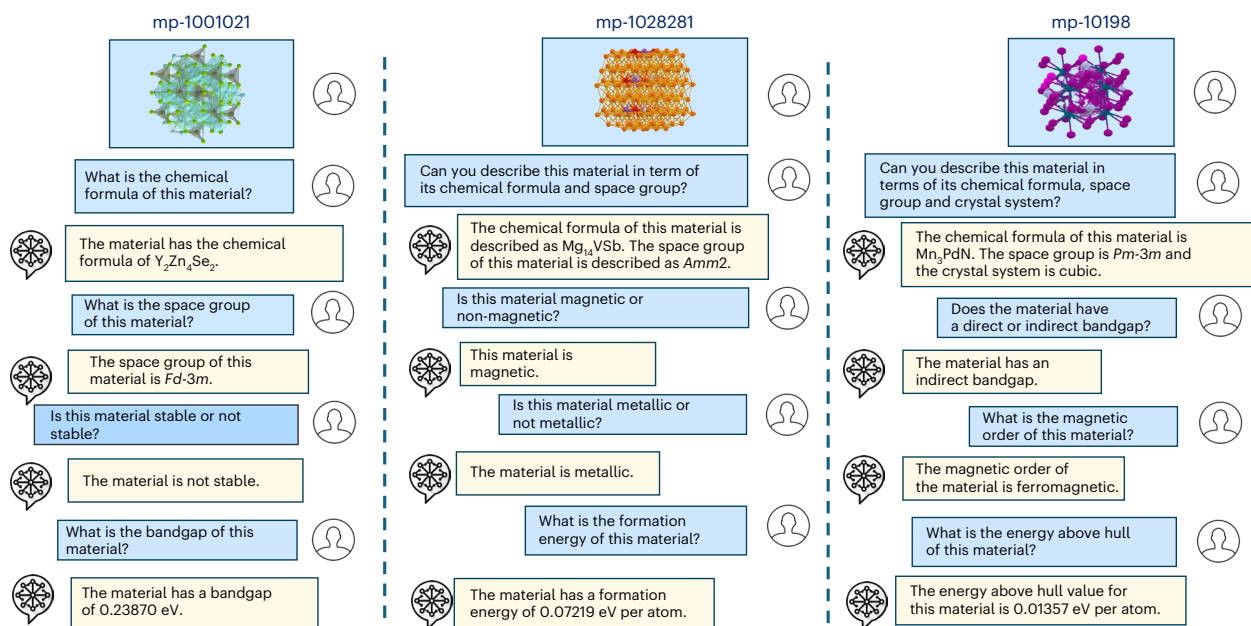 mp-1001021
What is the chemical
formula of this material?
The material has the chemical
formula of Y₂Zn₄Se₂.
What is the space group
of this material?
The space group of this
material is Fd-3m.
Is this material stable or not
stable?
The material is not stable.
What is the bandgap of this
material?
The material has a bandgap
of 0.23870 eV.
mp-1028281
Can you describe this material in term of
its chemical formula and space group?
The chemical formula of this material is
described as Mg₁₄VSb. The space group
of this material is described as Amm2.
Is this material magnetic or
non-magnetic?
This material is
magnetic.
Is this material metallic or
not metallic?
The material is metallic.
What is the formation
energy of this material?
The material has a formation
energy of 0.07219 eV per atom.
mp-10198
Can you describe this material in
terms of its chemical formula, space
group and crystal system?
The chemical formula of this material is
Mn₃PdN. The space group is Pm-3m and
the crystal system is cubic.
Does the material have
a direct or indirect bandgap?
The material has an
indirect bandgap.
What is the magnetic
order of this material?
The magnetic order of
the material is ferromagnetic.
What is the energy above hull
of this material?
The energy above hull value for
this material is 0.01357 eV per atom.